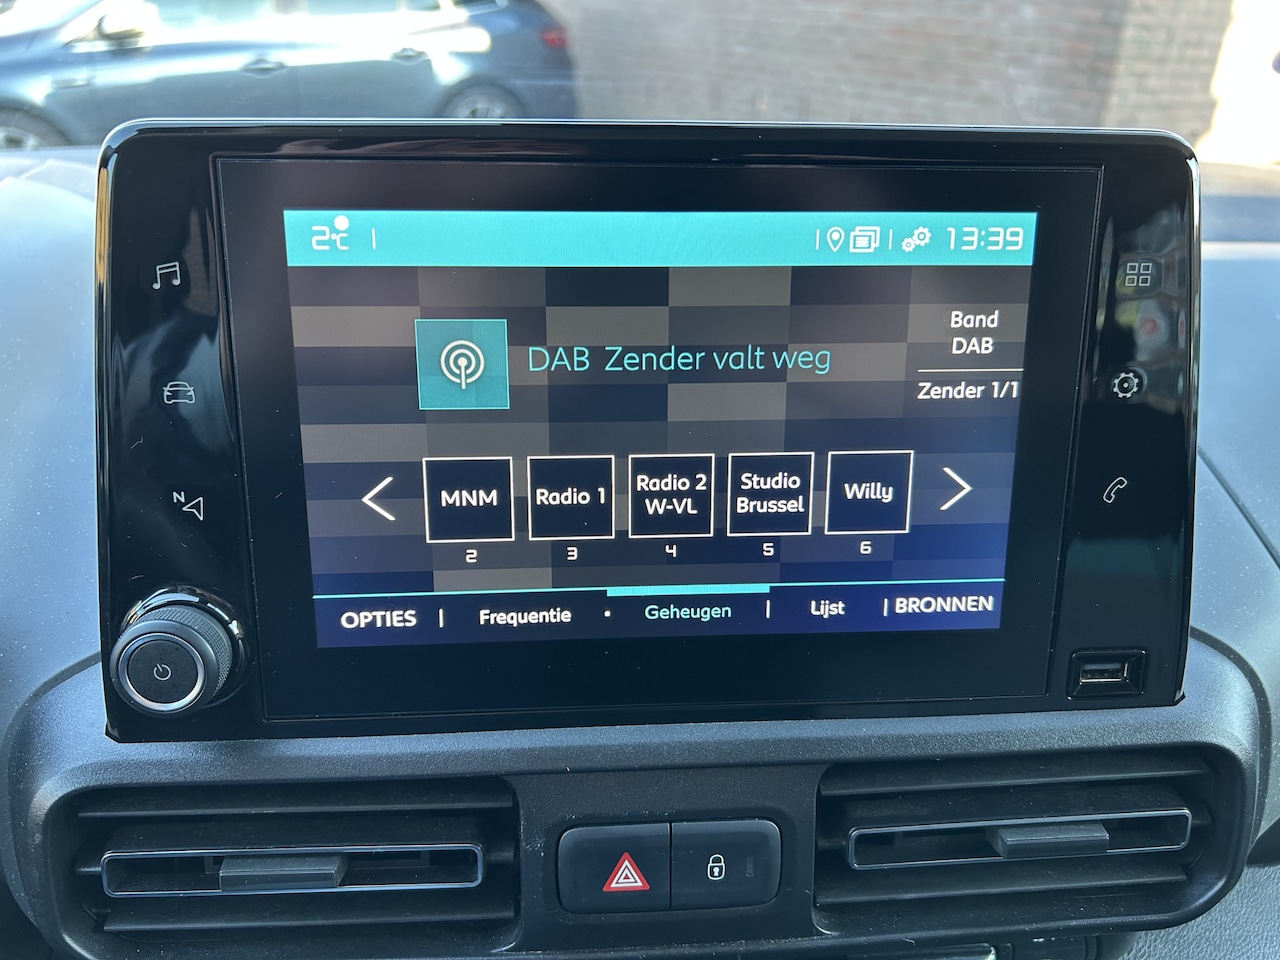 2°C
13:39
DAB Zender valt weg
Band
DAB
Zender 1/1
MNM
Radio 1
Radio 2
W-VL
Studio
Brussel
Willy
2
3
4
5
6
OPTIES
Frequentie
Geheugen
Lijst
BRONNEN
N